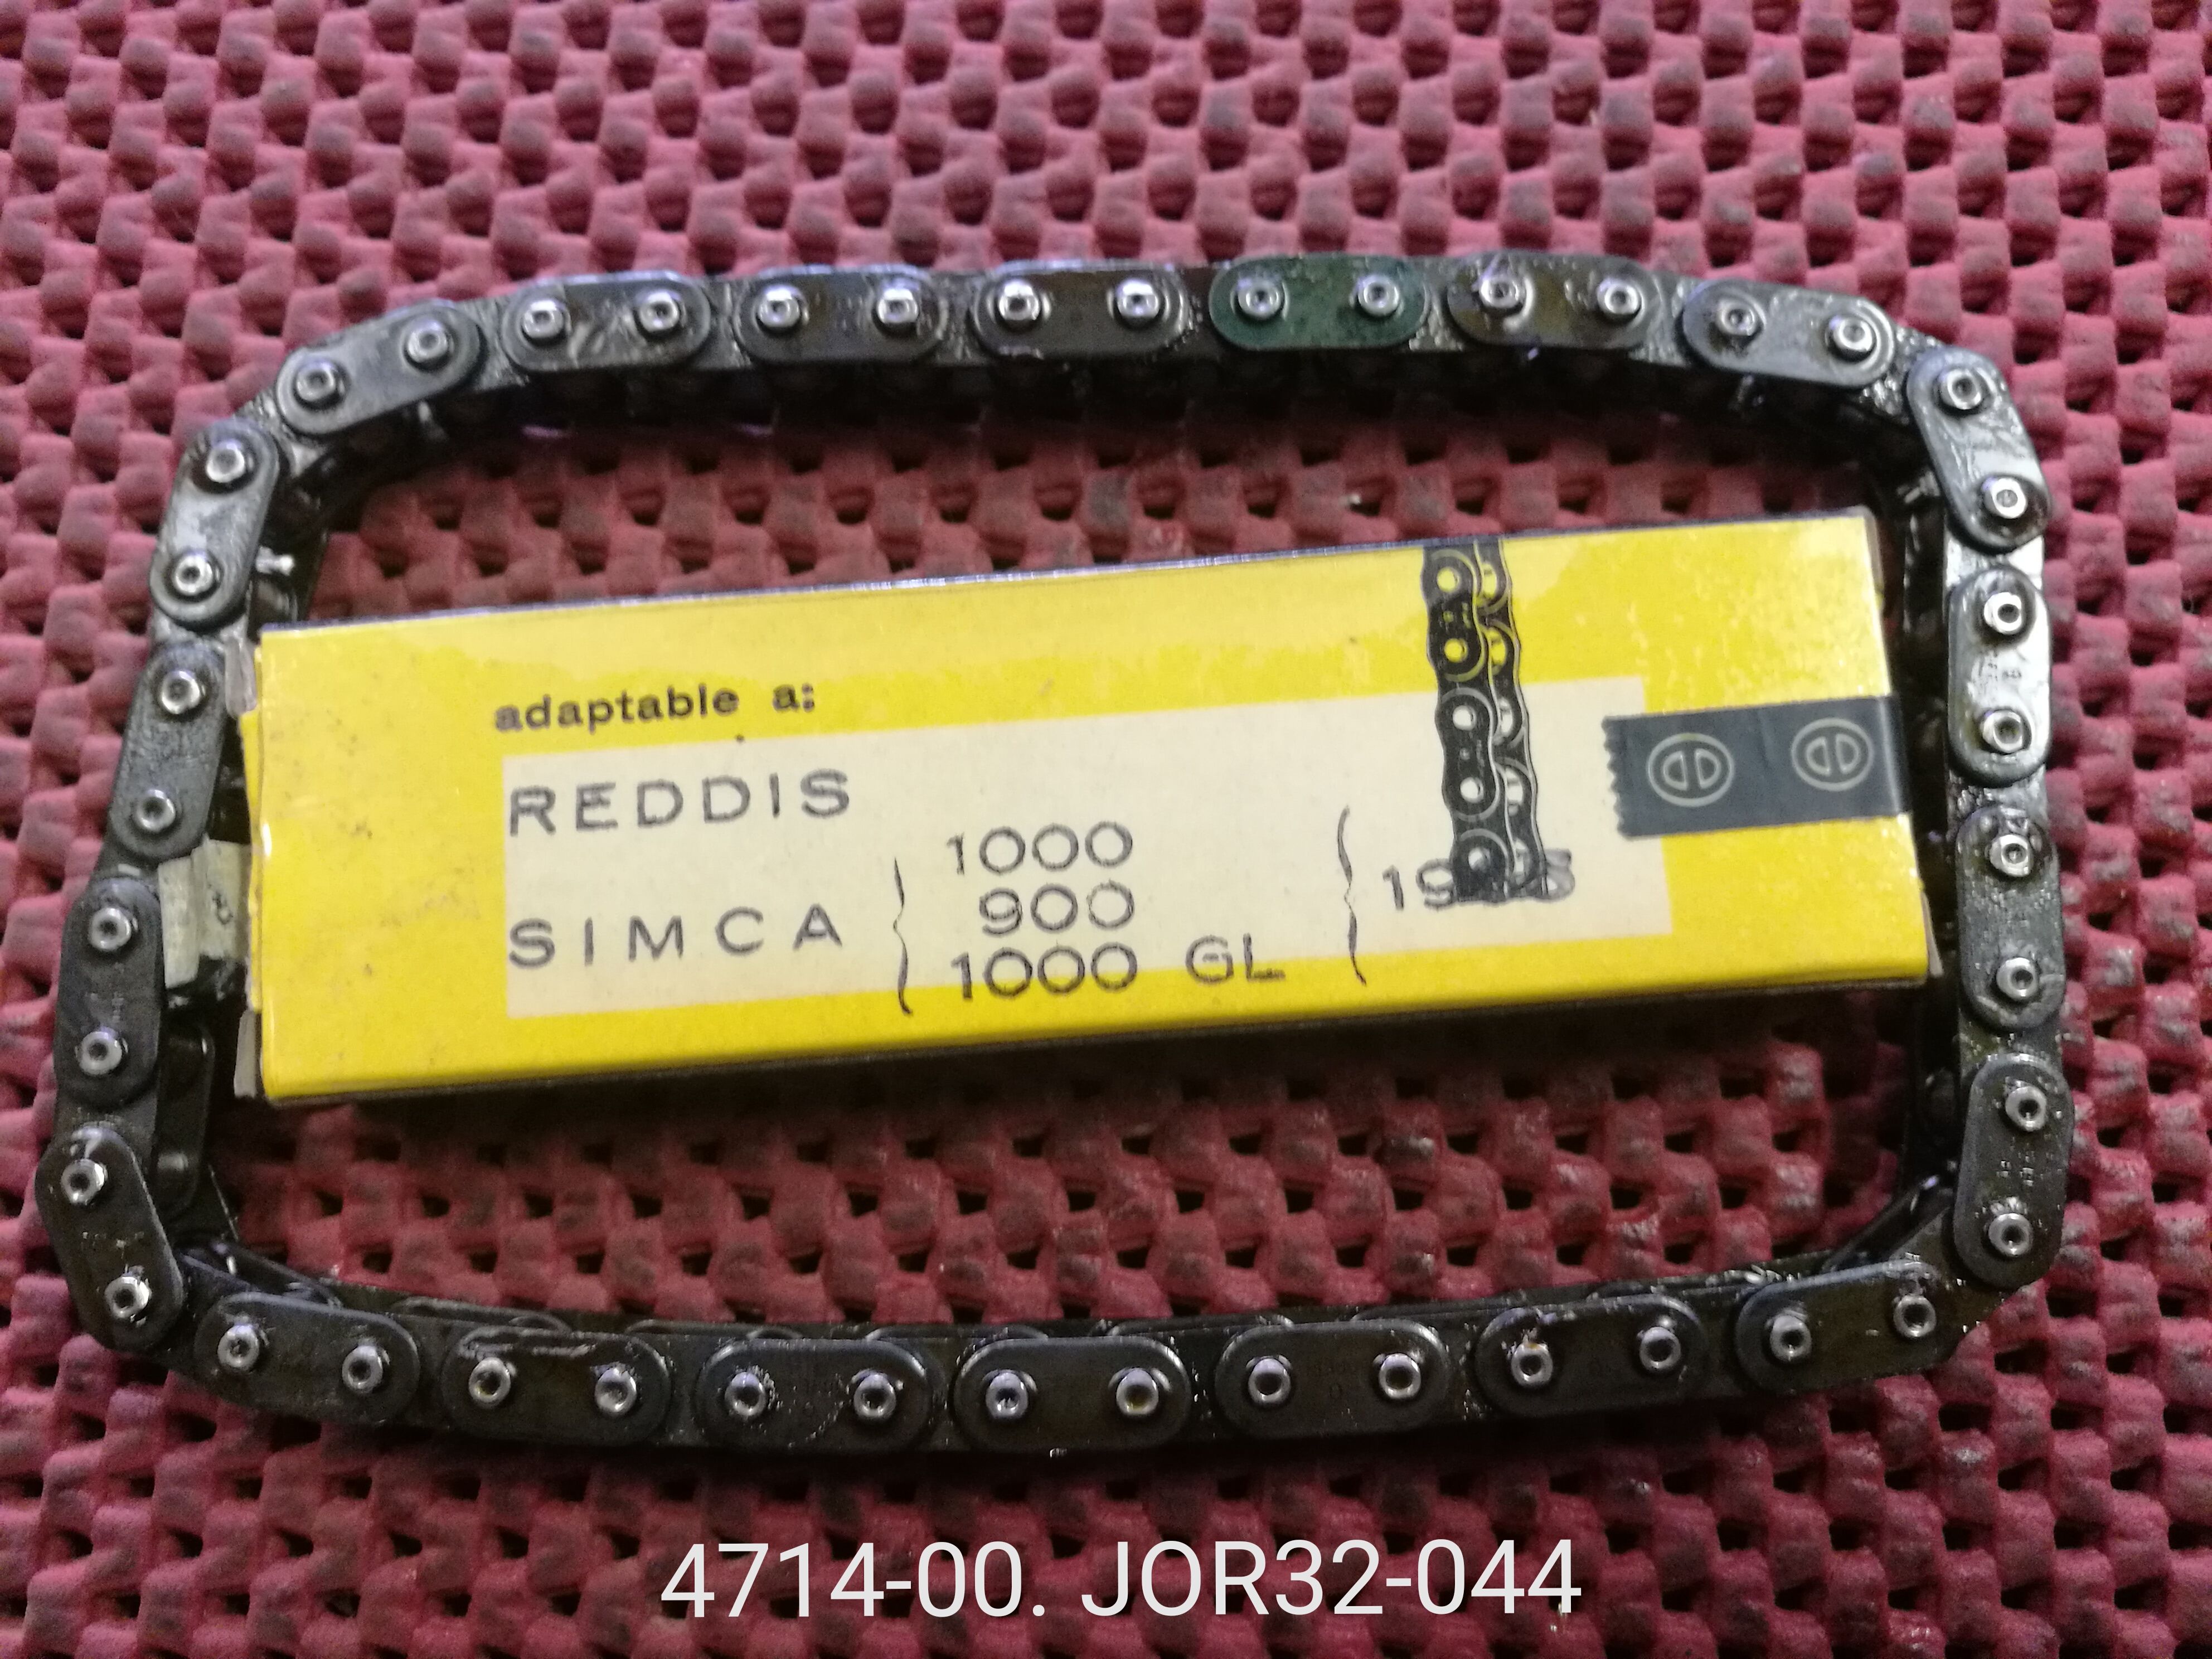 adaptable a:
REDDIS
1000
SIMCA 900
1000 GL
4714-00. JOR32-044